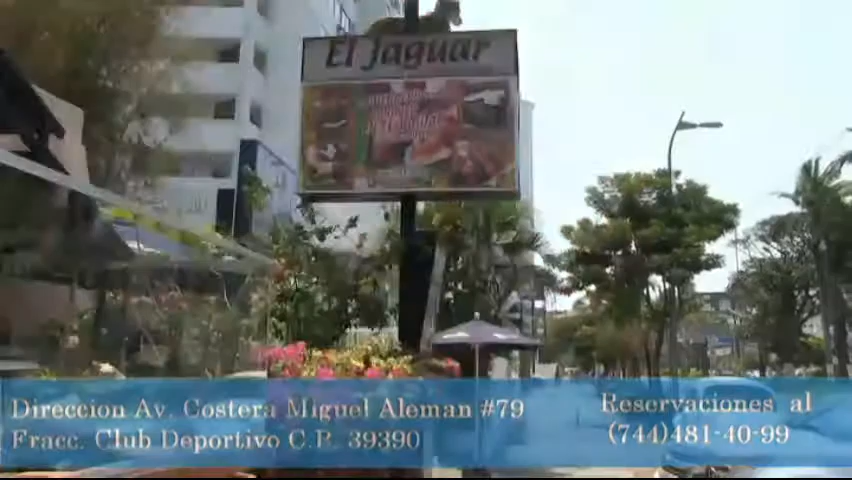 El Jaguar
Direccion Av. Costera Miguel Aleman #79
Fracc. Club Deportivo C.P. 39390
Reservaciones al
(744)481-40-99